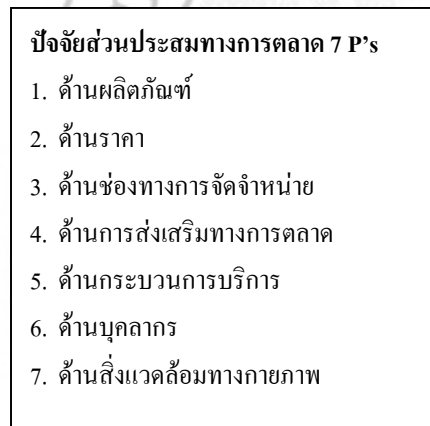 ปัจจัยส่วนประสมทางการตลาด 7 P’s
1. ด้านผลิตภัณฑ์
2. ด้านราคา
3. ด้านช่องทางการจัดจำหน่าย
4. ด้านการส่งเสริมทางการตลาด
5. ด้านกระบวนการบริการ
6. ด้านบุคลากร
7. ด้านสิ่งแวดล้อมทางกายภาพ